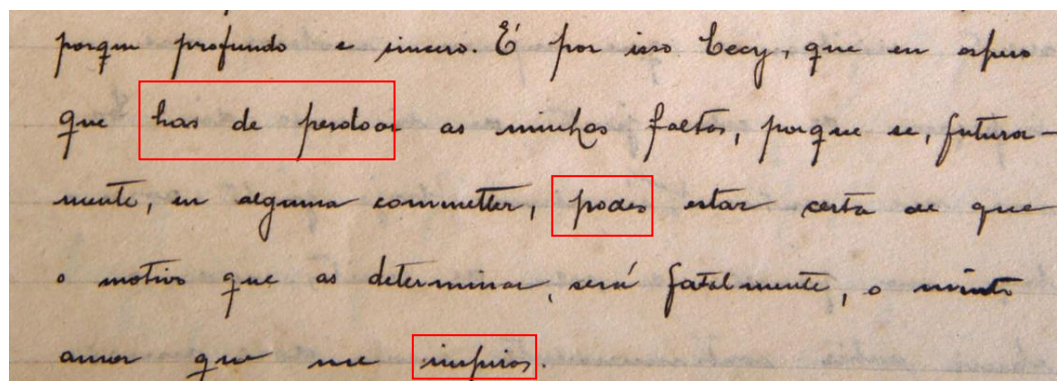 porque profundo e sincero. É por isso Cecy, que eu espero
que has de perdoar as minhas faltas, porque se, futura-
mente, eu alguma commetter, podes estar certa de que
o motivo que as determinar, será fatalmente, o muito
amor que me inspiras.